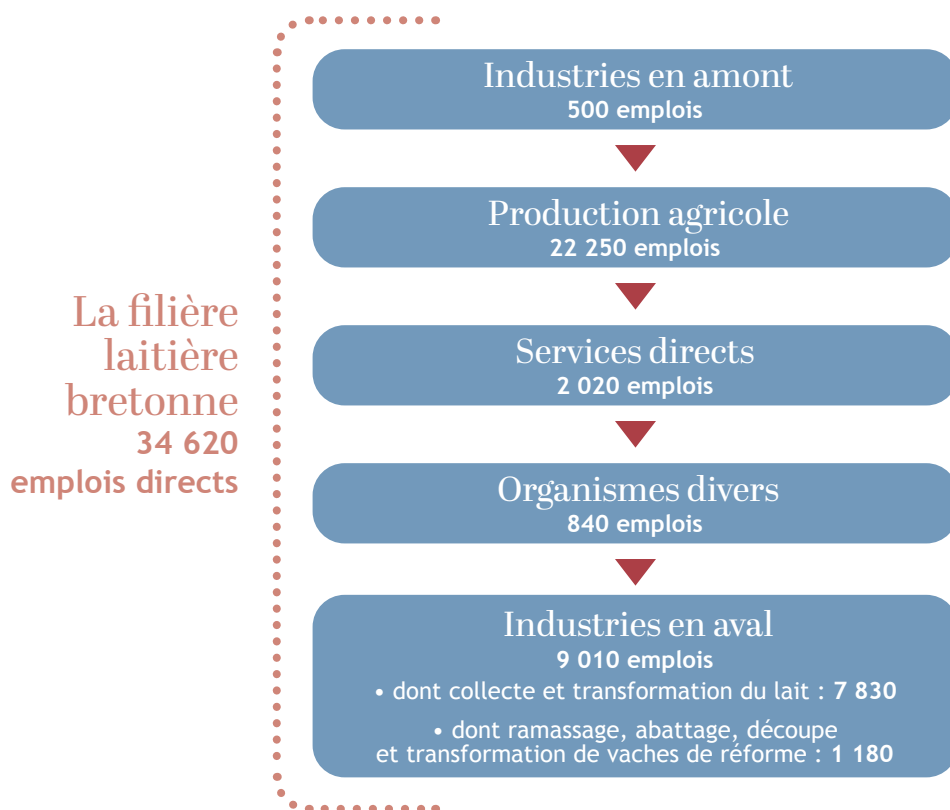 La filière
laitière
bretonne
34 620
emplois directs
Industries en amont
500 emplois
Production agricole
22 250 emplois
Services directs
2 020 emplois
Organismes divers
840 emplois
Industries en aval
9 010 emplois
• dont collecte et transformation du lait : 7 830
• dont ramassage, abattage, découpe
et transformation de vaches de réforme : 1 180